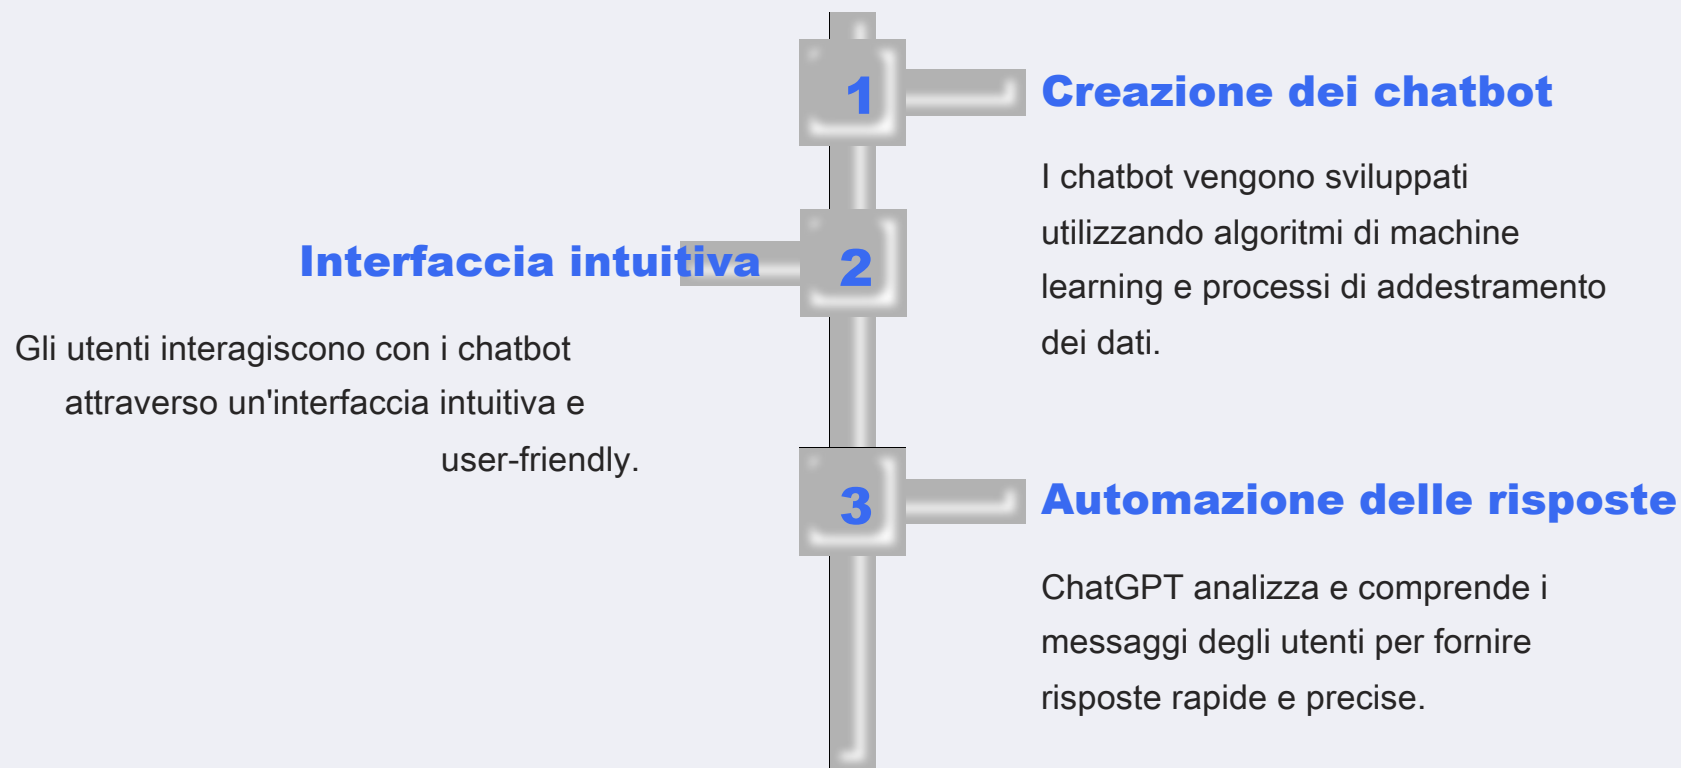 1
Creazione dei chatbot
I chatbot vengono sviluppati
utilizzando algoritmi di machine
learning e processi di addestramento
dei dati.
2
Interfaccia intuitiva
Gli utenti interagiscono con i chatbot
attraverso un'interfaccia intuitiva e
user-friendly.
3
Automazione delle risposte
ChatGPT analizza e comprende i
messaggi degli utenti per fornire
risposte rapide e precise.